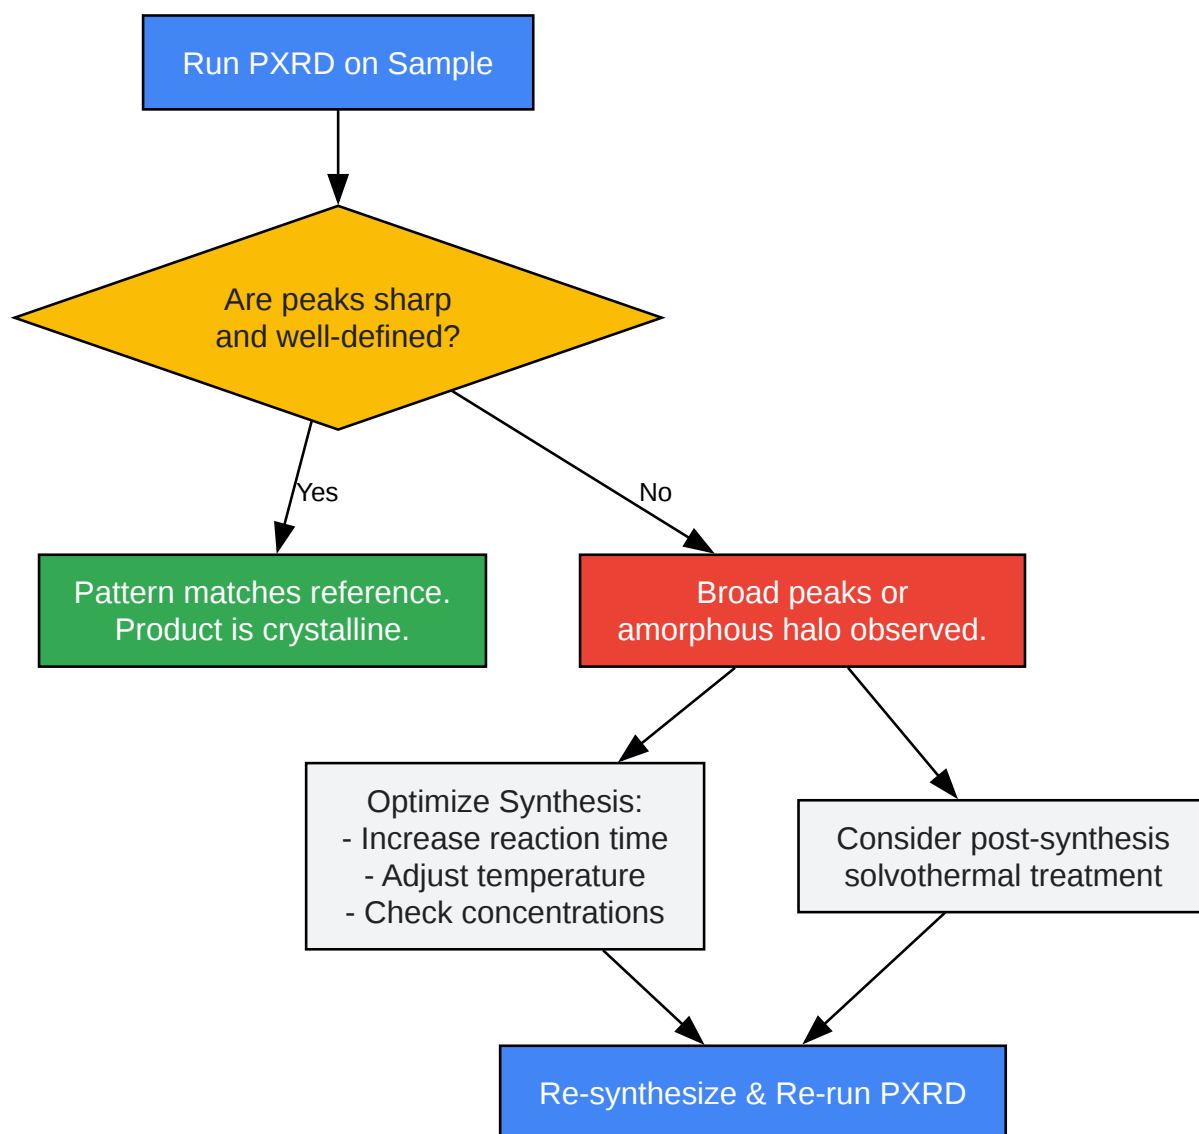 Run PXRD on Sample
Are peaks sharp
and well-defined?
Yes
No
Pattern matches reference.
Product is crystalline.
Broad peaks or
amorphous halo observed.
Optimize Synthesis:
- Increase reaction time
- Adjust temperature
- Check concentrations
Consider post-synthesis
solvothermal treatment
Re-synthesize & Re-run PXRD